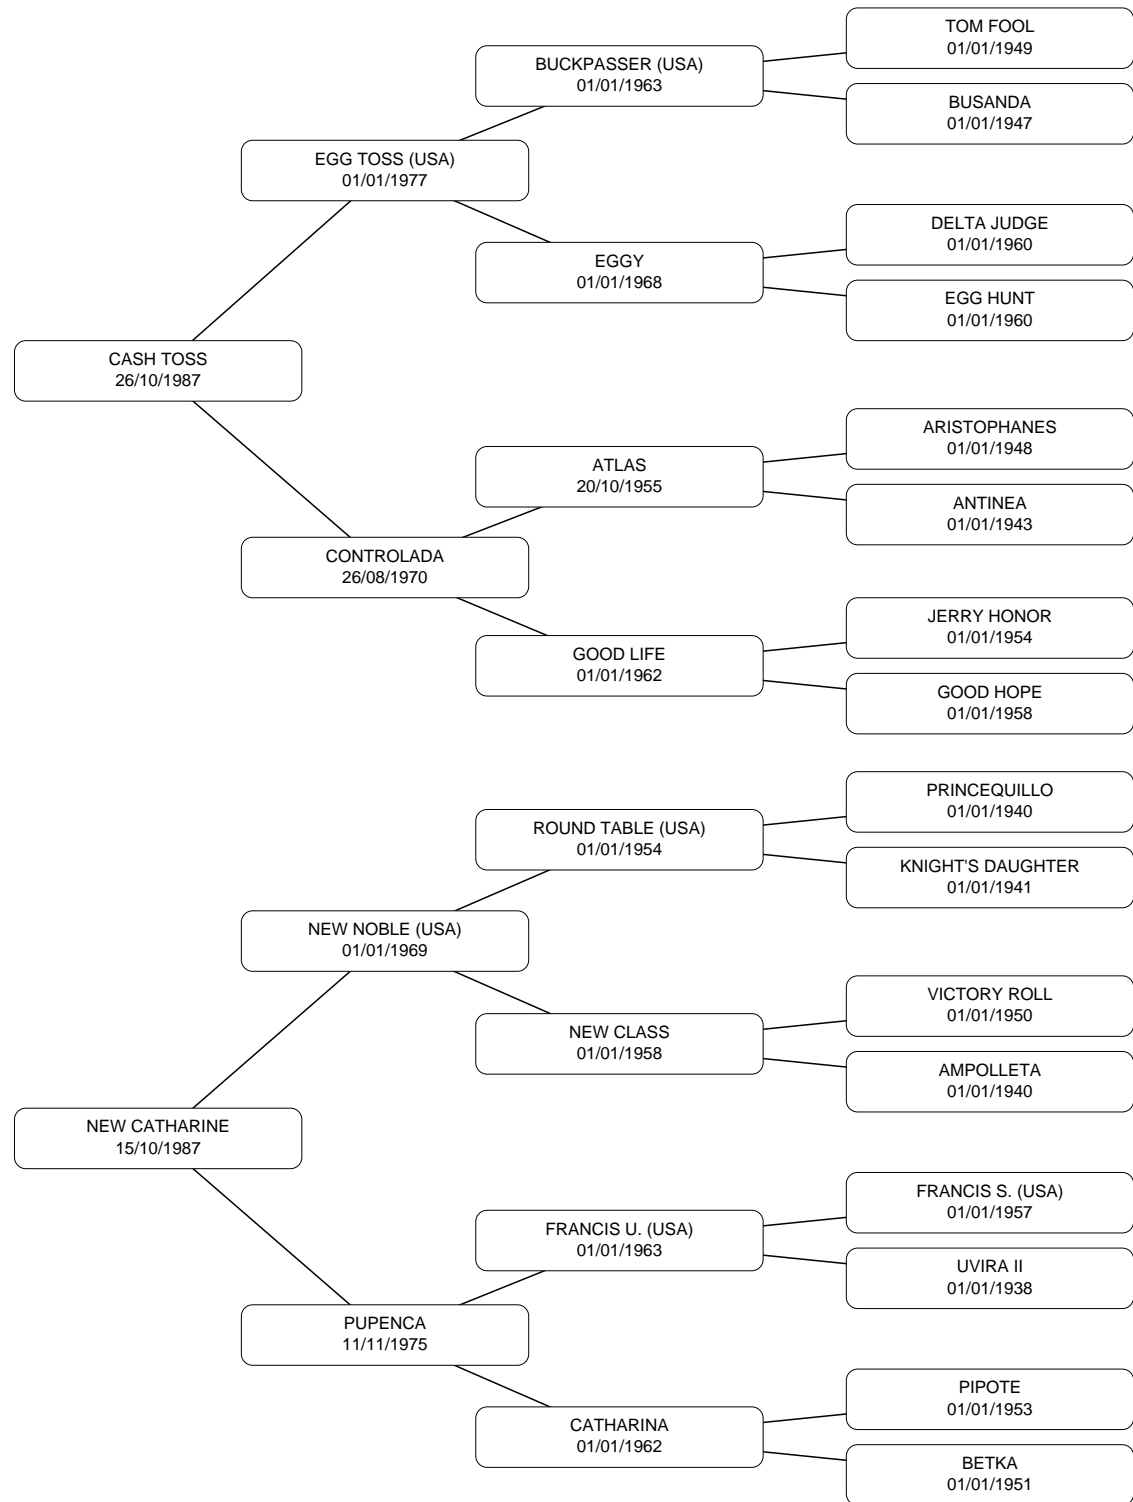 TOM FOOL
01/01/1949
BUCKPASSER (USA)
01/01/1963
BUSANDA
01/01/1947
EGG TOSS (USA)
01/01/1977
DELTA JUDGE
01/01/1960
EGGY
01/01/1968
EGG HUNT
01/01/1960
CASH TOSS
26/10/1987
ARISTOPHANES
01/01/1948
ATLAS
20/10/1955
ANTINEA
01/01/1943
CONTROLADA
26/08/1970
JERRY HONOR
01/01/1954
GOOD LIFE
01/01/1962
GOOD HOPE
01/01/1958
PRINCEQUILLO
01/01/1940
ROUND TABLE (USA)
01/01/1954
KNIGHT'S DAUGHTER
01/01/1941
NEW NOBLE (USA)
01/01/1969
VICTORY ROLL
01/01/1950
NEW CLASS
01/01/1958
AMPOLLETA
01/01/1940
NEW CATHARINE
15/10/1987
FRANCIS S. (USA)
01/01/1957
FRANCIS U. (USA)
01/01/1963
UVIRA II
01/01/1938
PUPENCA
11/11/1975
PIPOTE
01/01/1953
CATHARINA
01/01/1962
BETKA
01/01/1951